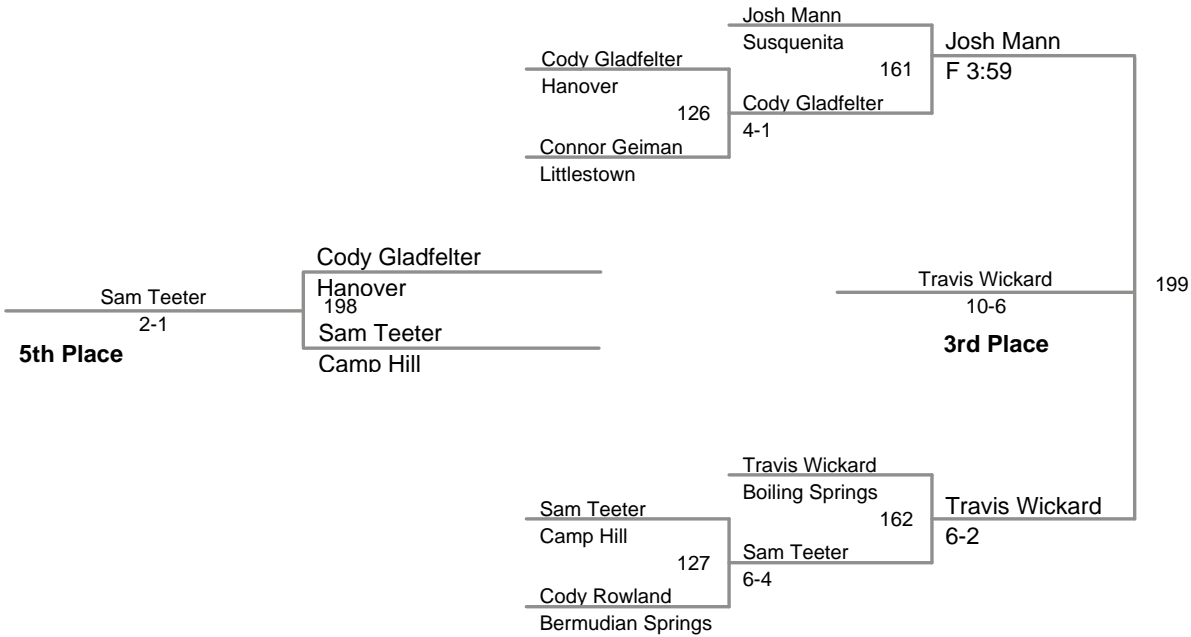 Josh Mann
Susquenita
Josh Mann
F 3:59
161
Cody Gladfelter
Hanover
126
Cody Gladfelter
4-1
Connor Geiman
Littlestown
Cody Gladfelter
Hanover
198
Sam Teeter
2-1
5th Place
Sam Teeter
Camp Hill
Travis Wickard
10-6
3rd Place
199
Travis Wickard
Boiling Springs
162
Travis Wickard
6-2
Sam Teeter
Camp Hill
127
Sam Teeter
6-4
Cody Rowland
Bermudian Springs